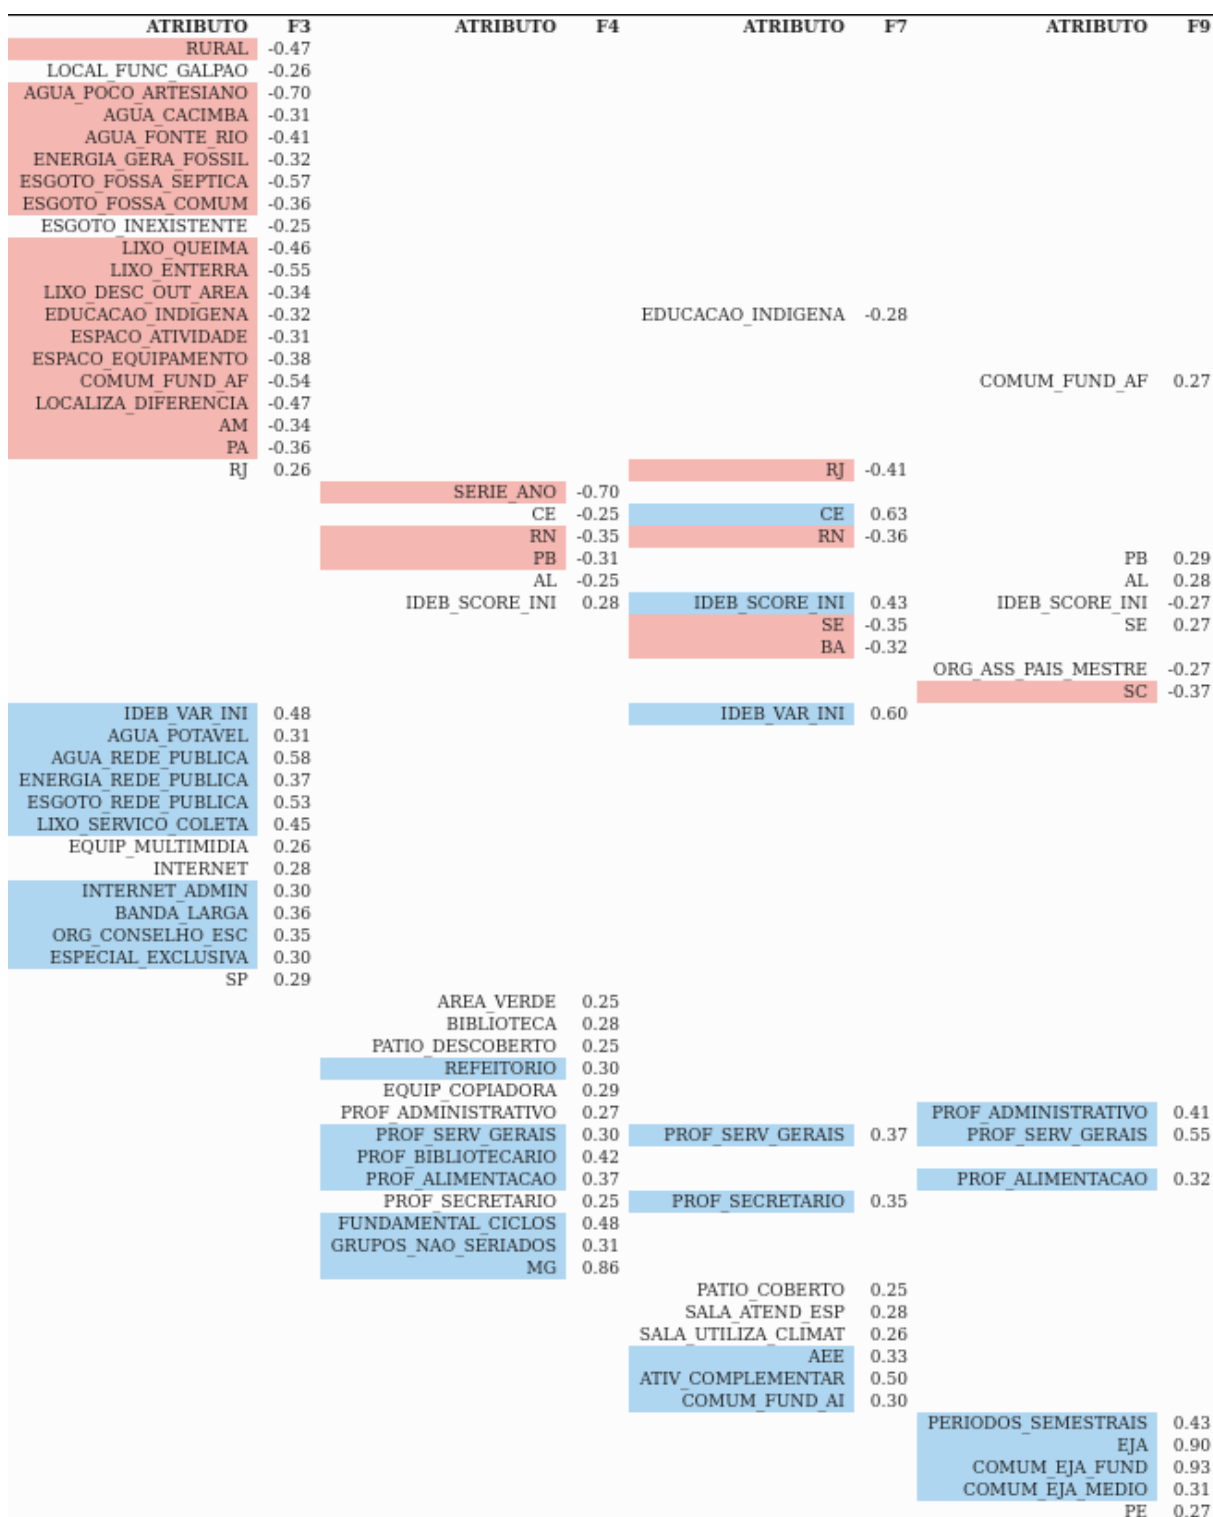 ATRIBUTO F3 ATRIBUTO F4 ATRIBUTO F7 ATRIBUTO F9
RURAL -0.47
LOCAL_FUNC_GALPAO -0.26
AGUA_POCO_ARTESIANO -0.70
AGUA_CACIMBA -0.31
AGUA_FONTE_RIO -0.41
ENERGIA_GERA_FOSSIL -0.32
ESGOTO_FOSSA_SEPTICA -0.57
ESGOTO_FOSSA_COMUM -0.36
ESGOTO_INEXISTENTE -0.25
LIXO_QUEIMA -0.46
LIXO_ENTERRA -0.55
LIXO_DESC_OUT_AREA -0.34
EDUCACAO_INDIGENA -0.32 EDUCACAO_INDIGENA -0.28
ESPACO_ATIVIDADE -0.31
ESPACO_EQUIPAMENTO -0.38
COMUM_FUND_AF -0.54 COMUM_FUND_AF 0.27
LOCALIZA_DIFERENCIA -0.47
AM -0.34
PA -0.36
RJ 0.26 RJ -0.41
SERIE_ANO -0.70
CE -0.25 CE 0.63
RN -0.35 RN -0.36
PB -0.31 PB 0.29
AL -0.25 AL 0.28
IDEB_SCORE_INI 0.28 IDEB_SCORE_INI 0.43 IDEB_SCORE_INI -0.27
SE -0.35 SE 0.27
BA -0.32
ORG_ASS_PAIS_MESTRE -0.27
SC -0.37
IDEB_VAR_INI 0.48 IDEB_VAR_INI 0.60
AGUA_POTAVEL 0.31
AGUA_REDE_PUBLICA 0.58
ENERGIA_REDE_PUBLICA 0.37
ESGOTO_REDE_PUBLICA 0.53
LIXO_SERVICO_COLETA 0.45
EQUIP_MULTIMIDIA 0.26
INTERNET 0.28
INTERNET_ADMIN 0.30
BANDA_LARGA 0.36
ORG_CONSELHO_ESC 0.35
ESPECIAL_EXCLUSIVA 0.30
SP 0.29
AREA_VERDE 0.25
BIBLIOTECA 0.28
PATIO_DESCOBERTO 0.25
REFEITORIO 0.30
EQUIP_COPIADORA 0.29
PROF_ADMINISTRATIVO 0.27 PROF_ADMINISTRATIVO 0.41
PROF_SERV_GERAIS 0.30 PROF_SERV_GERAIS 0.37 PROF_SERV_GERAIS 0.55
PROF_BIBLIOTECARIO 0.42
PROF_ALIMENTACAO 0.37 PROF_ALIMENTACAO 0.32
PROF_SECRETARIO 0.25 PROF_SECRETARIO 0.35
FUNDAMENTAL_CICLOS 0.48
GRUPOS_NAO_SERIADOS 0.31
MG 0.86
PATIO_COBERTO 0.25
SALA_ATEND_ESP 0.28
SALA_UTILIZA_CLIMAT 0.26
AEE 0.33
ATIV_COMPLEMENTAR 0.50
COMUM_FUND_AI 0.30
PERIODOS_SEMESTRAIS 0.43
EJA 0.90
COMUM_EJA_FUND 0.93
COMUM_EJA_MEDIO 0.31
PE 0.27